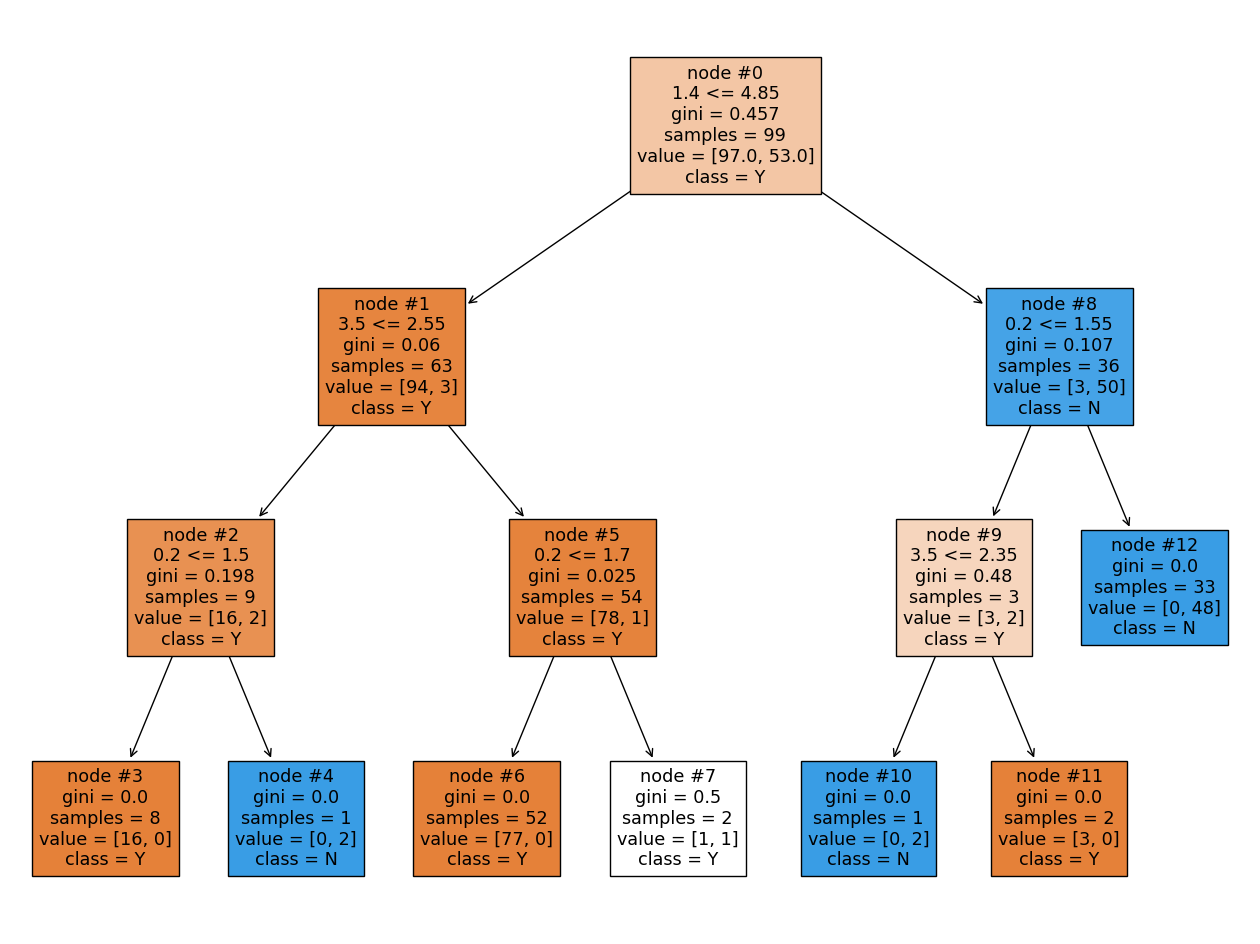 node #0
1.4 <= 4.85
gini = 0.457
samples = 99
value = [97.0, 53.0]
class = Y
node #1
3.5 <= 2.55
gini = 0.06
samples = 63
value = [94, 3]
class = Y
node #8
0.2 <= 1.55
gini = 0.107
samples = 36
value = [3, 50]
class = N
node #2
0.2 <= 1.5
gini = 0.198
samples = 9
value = [16, 2]
class = Y
node #5
0.2 <= 1.7
gini = 0.025
samples = 54
value = [78, 1]
class = Y
node #9
3.5 <= 2.35
gini = 0.48
samples = 3
value = [3, 2]
class = Y
node #12
gini = 0.0
samples = 33
value = [0, 48]
class = N
node #3
gini = 0.0
samples = 8
value = [16, 0]
class = Y
node #4
gini = 0.0
samples = 1
value = [0, 2]
class = N
node #6
gini = 0.0
samples = 52
value = [77, 0]
class = Y
node #7
gini = 0.5
samples = 2
value = [1, 1]
class = Y
node #10
gini = 0.0
samples = 1
value = [0, 2]
class = N
node #11
gini = 0.0
samples = 2
value = [3, 0]
class = Y